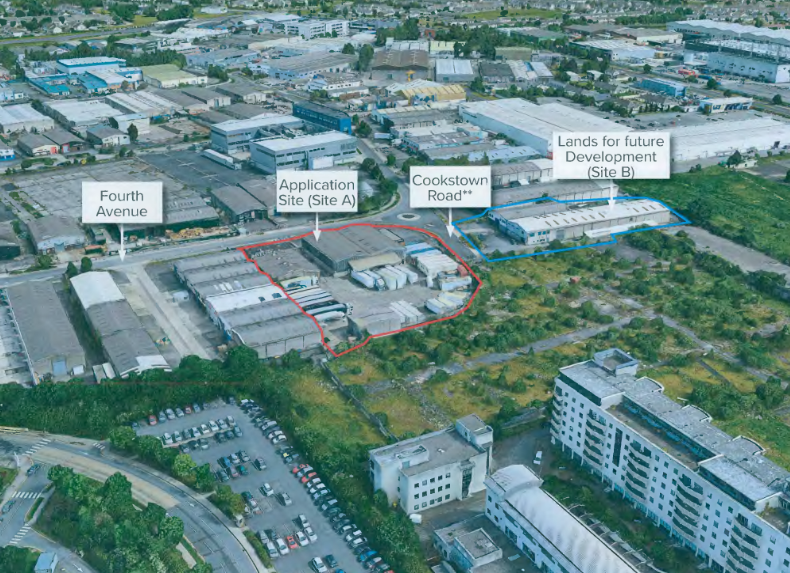 Fourth
Avenue
Application
Site (Site A)
Cookstown
Road**
Lands for future
Development
(Site B)